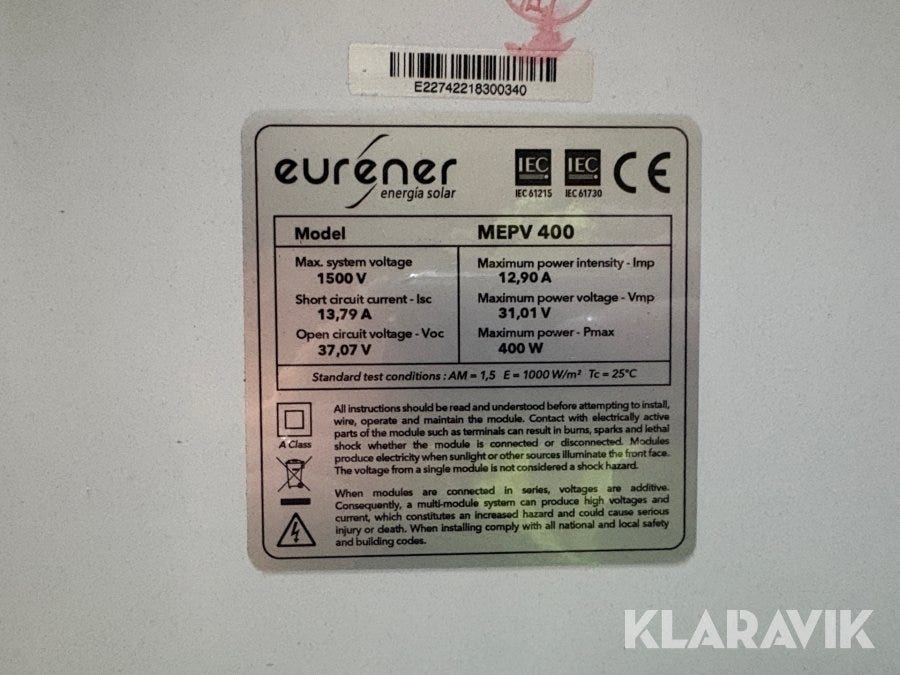 E22742218300340
eurener
energía solar
IEC
IEC 61215
IEC
IEC 61730
CE
Model
MEPV 400
Max. system voltage
1500 V
Maximum power intensity - Imp
12,90 A
Short circuit current - Isc
13,79 A
Maximum power voltage - Vmp
31,01 V
Open circuit voltage - Voc
37,07 V
Maximum power - Pmax
400 W
Standard test conditions : AM = 1,5 E = 1000 W/m² Tc = 25°C
A Class
All instructions should be read and understood before attempting to install,
wire, operate and maintain the module. Contact with electrically active
parts of the module such as terminals can result in burns, sparks and lethal
shock whether the module is connected or disconnected. Modules
produce electricity when sunlight or other sources illuminate the front face.
The voltage from a single module is not considered a shock hazard.
When modules are connected in series, voltages are additive.
Consequently, a multi-module system can produce high voltages and
current, which constitutes an increased hazard and could cause serious
injury or death. When installing comply with all national and local safety
and building codes.
KLARAVIK